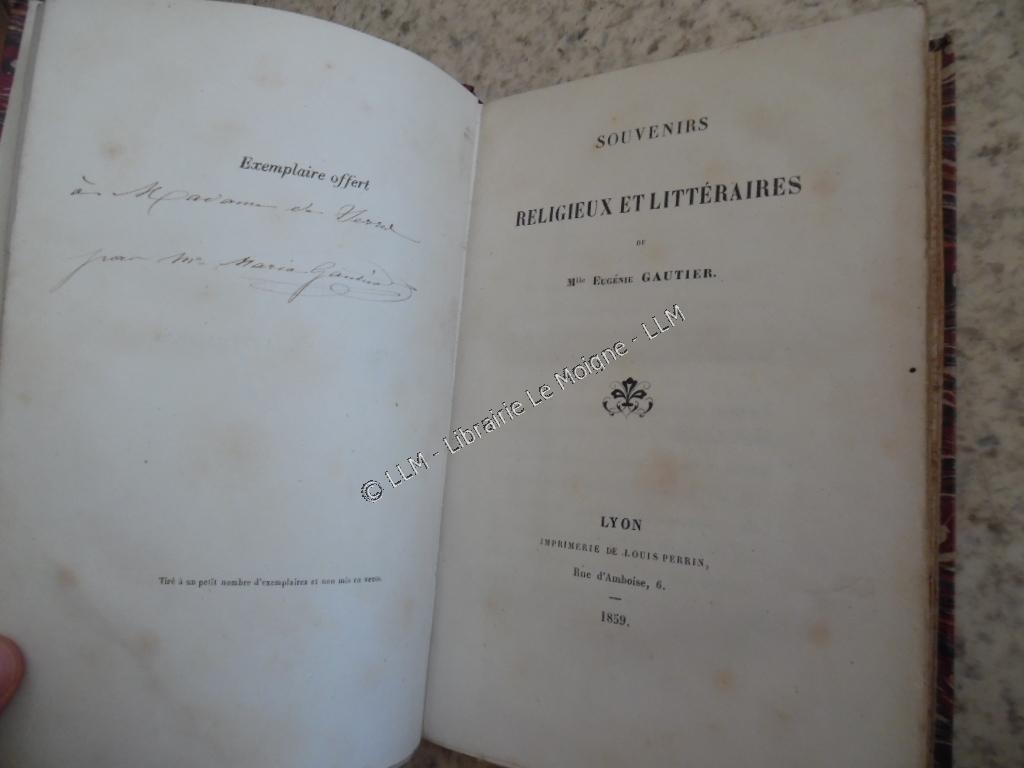 Exemplaire offert
à Madame de
par Mme Maria Gautier
Tiré à un petit nombre d'exemplaires et non mis en vente.
SOUVENIRS
RELIGIEUX ET LITTÉRAIRES
DE
Mlle EUGÉNIE GAUTIER.
LYON
IMPRIMERIE DE LOUIS PERRIN,
Rue d'Amboise, 6.
1859.
© LLM - Librairie Le Moigne - LLM